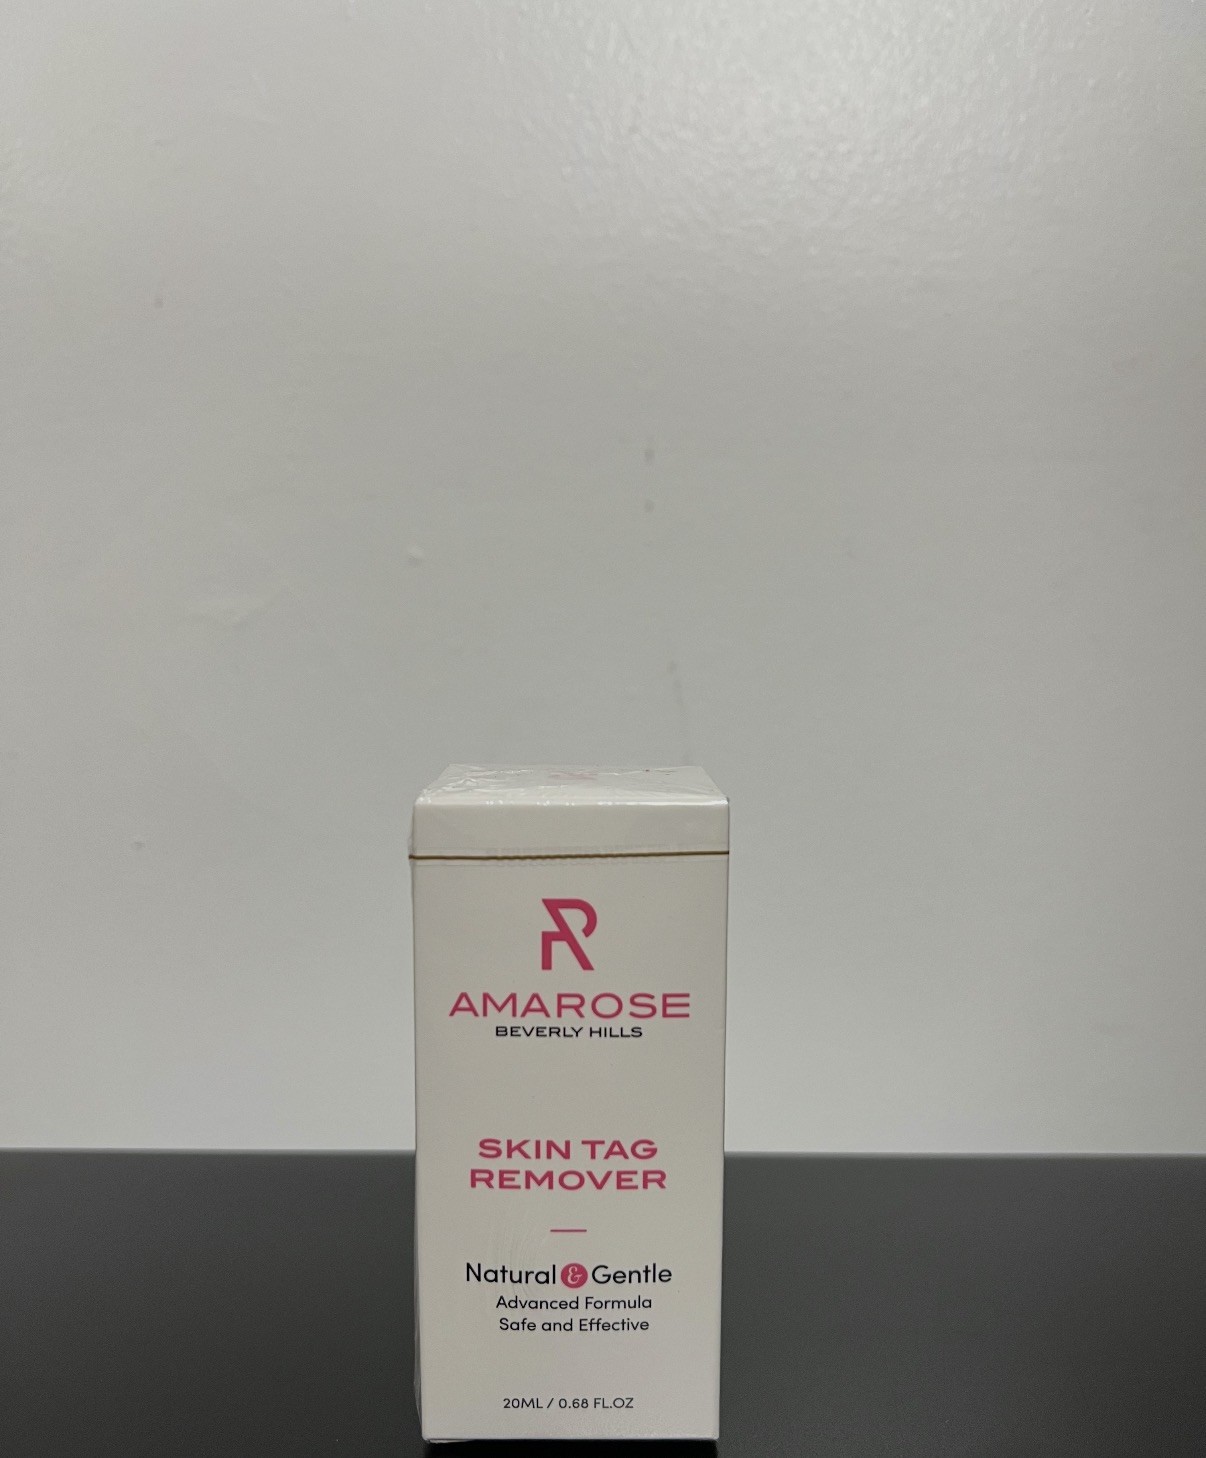 AMAROSE
BEVERLY HILLS
SKIN TAG
REMOVER
Natural & Gentle
Advanced Formula
Safe and Effective
20ML / 0.68 FL.OZ